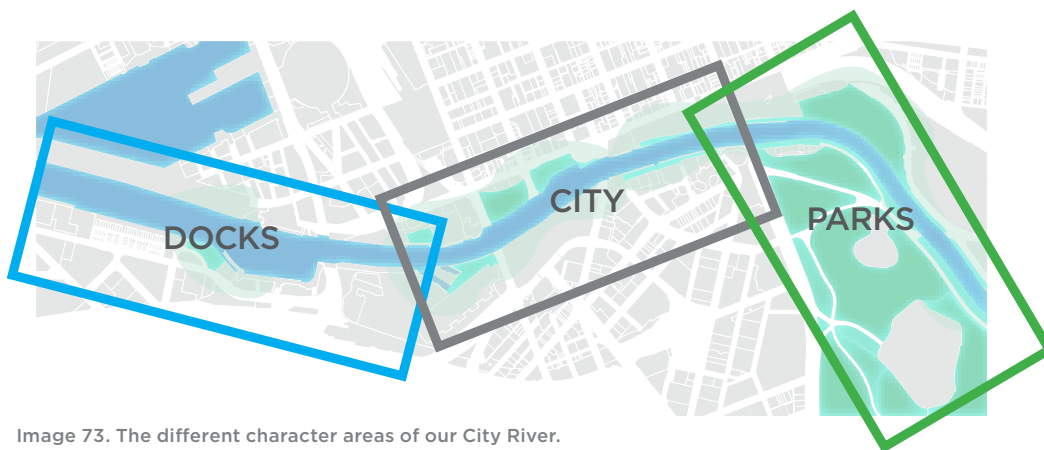 DOCKS
CITY
PARKS
Image 73. The different character areas of our City River.